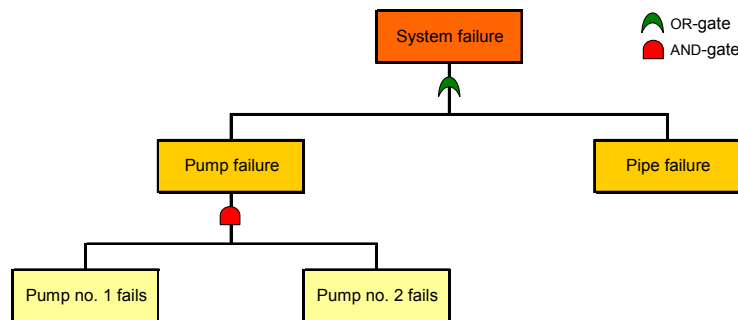 System failure
OR-gate
AND-gate
Pump failure
Pipe failure
Pump no. 1 fails
Pump no. 2 fails